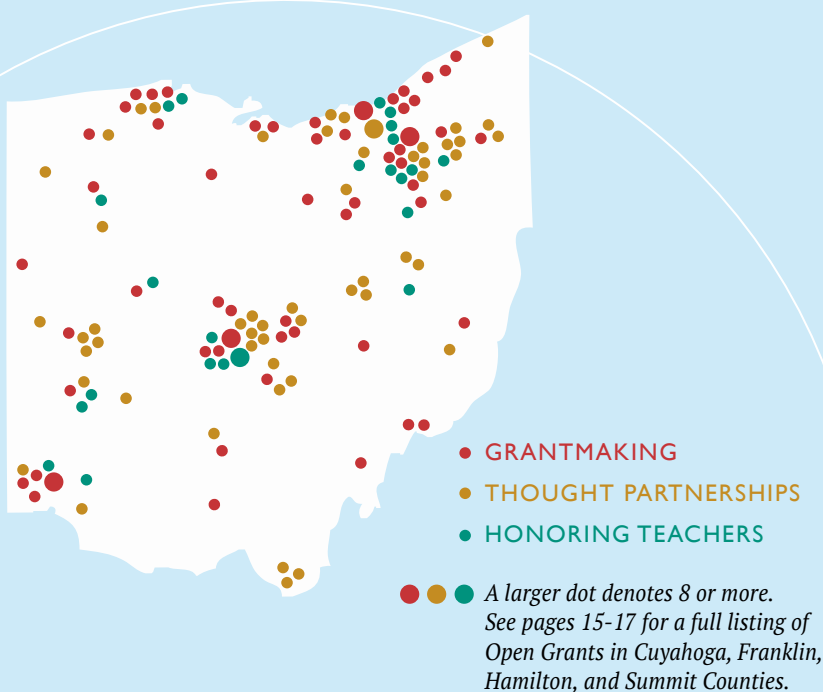 GRANTMAKING
THOUGHT PARTNERSHIPS
HONORING TEACHERS
A larger dot denotes 8 or more.
See pages 15-17 for a full listing of
Open Grants in Cuyahoga, Franklin,
Hamilton, and Summit Counties.